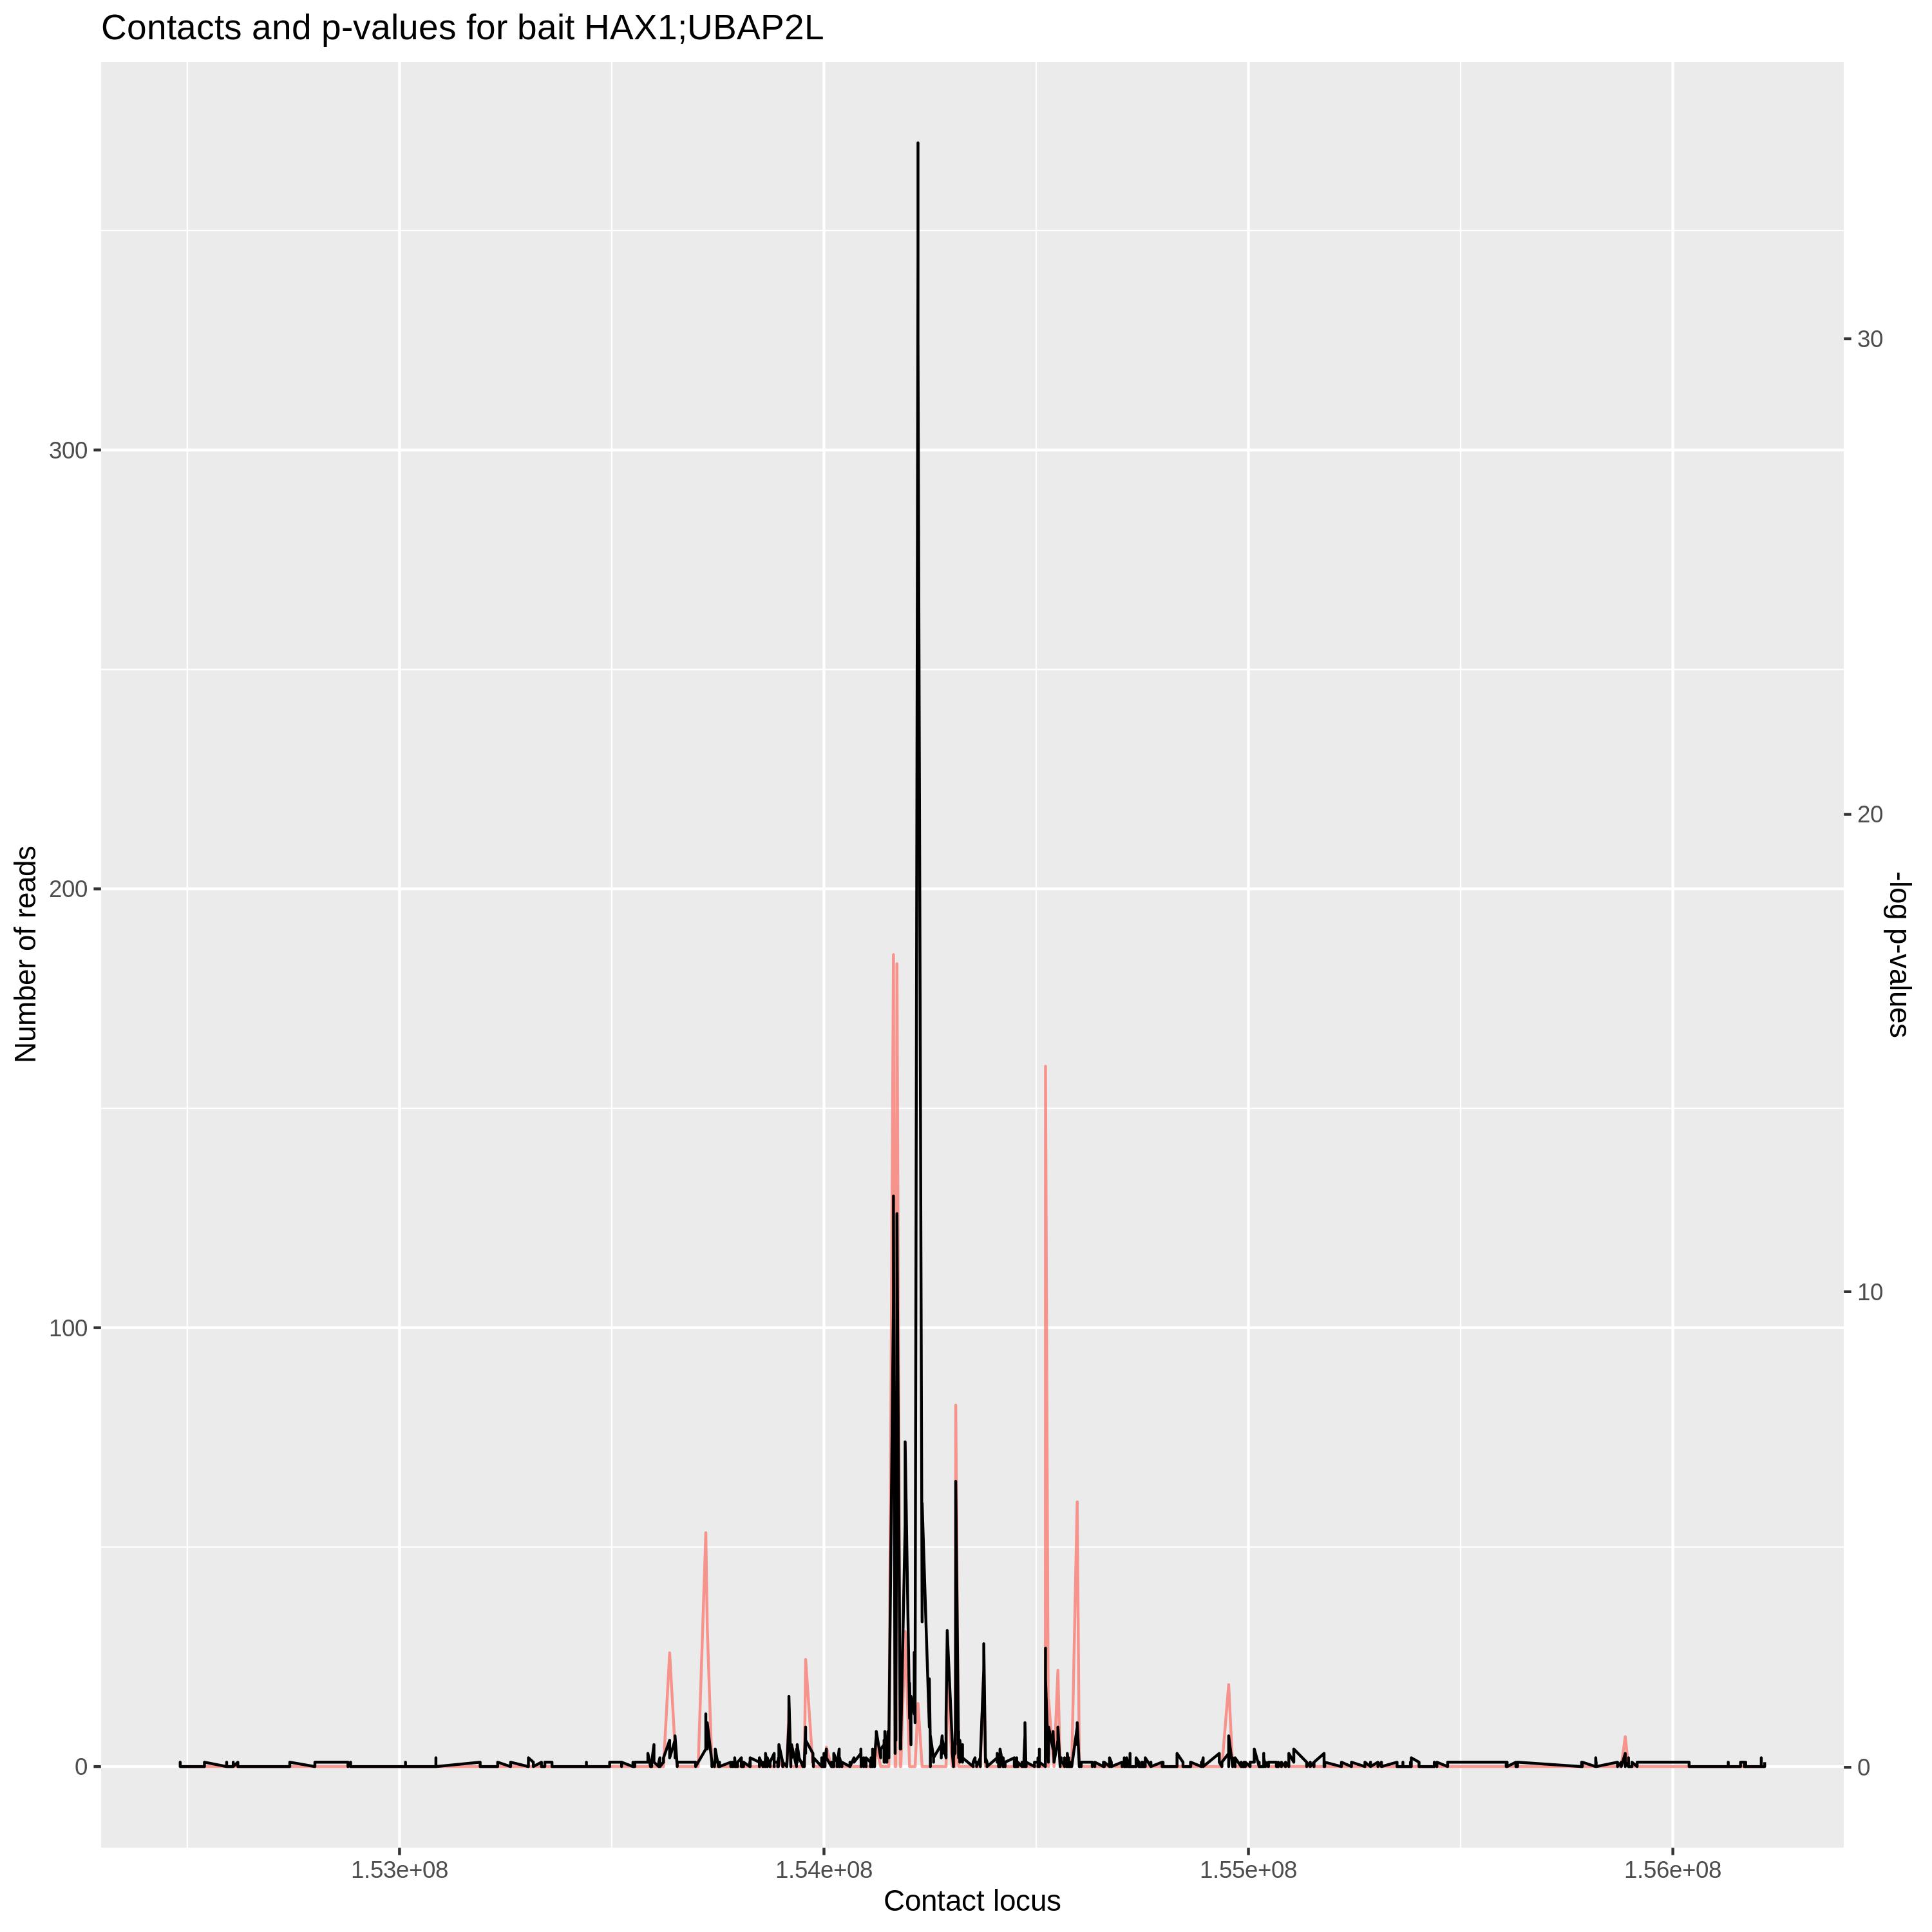 Contacts and p-values for bait HAX1;UBAP2L
Number of reads
300
200
100
0
30
20
10
0
-log p-values
1.53e+08
1.54e+08
1.55e+08
1.56e+08
Contact locus